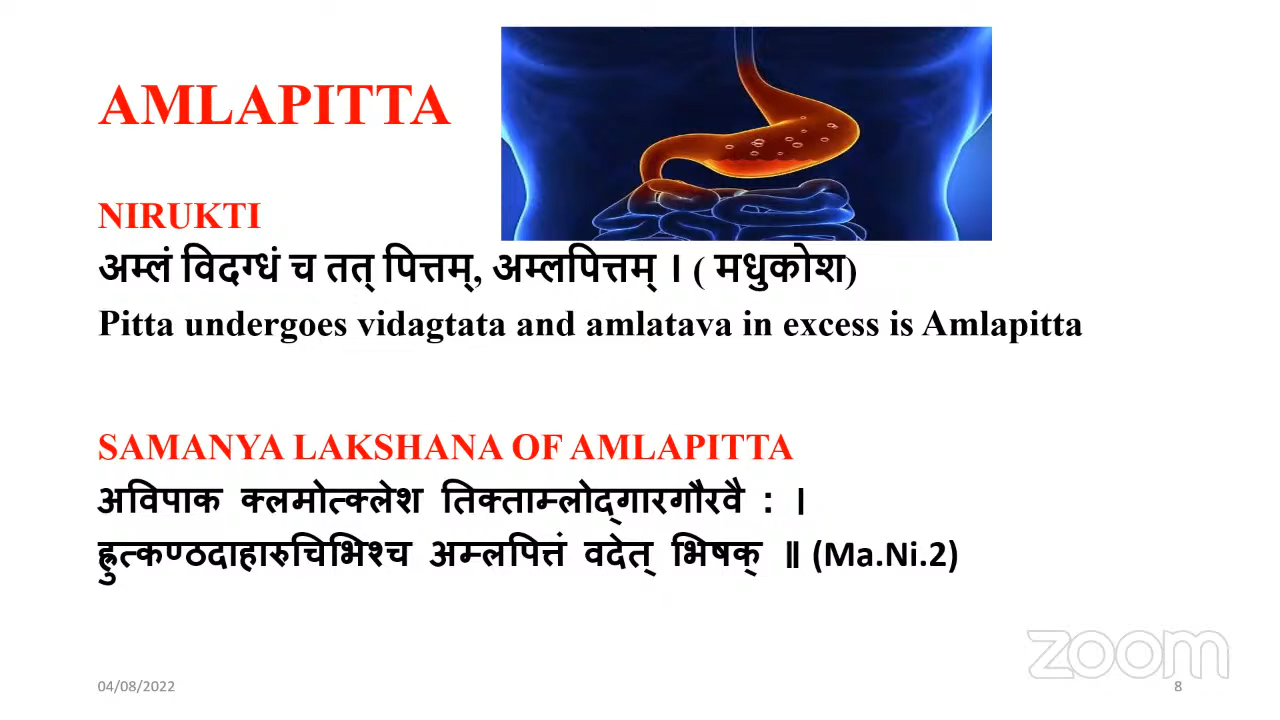 AMLAPITTA
NIRUKTI
अम्लं विदग्धं च तत् पित्तम्, अम्लपित्तम् । ( मधुकोश)
Pitta undergoes vidagtata and amlatava in excess is Amlapitta
SAMANYA LAKSHANA OF AMLAPITTA
अविपाक क्लमोत्क्लेश तिक्ताम्लोद्गारगौरवै : ।
ह्रुत्कण्ठदाहारुचिभिश्च अम्लपित्तं वदेत् भिषक् ॥ (Ma.Ni.2)
zoom
04/08/2022
8